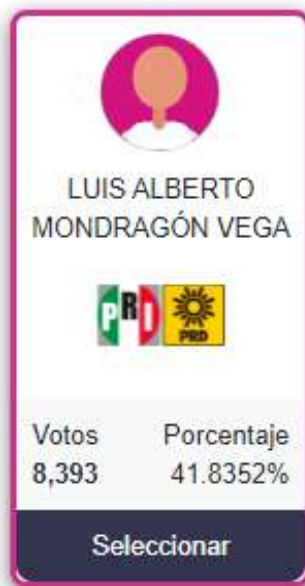 LUIS ALBERTO
MONDRAGÓN VEGA
PRI PRD
Votos Porcentaje
8,393 41.8352%
Seleccionar